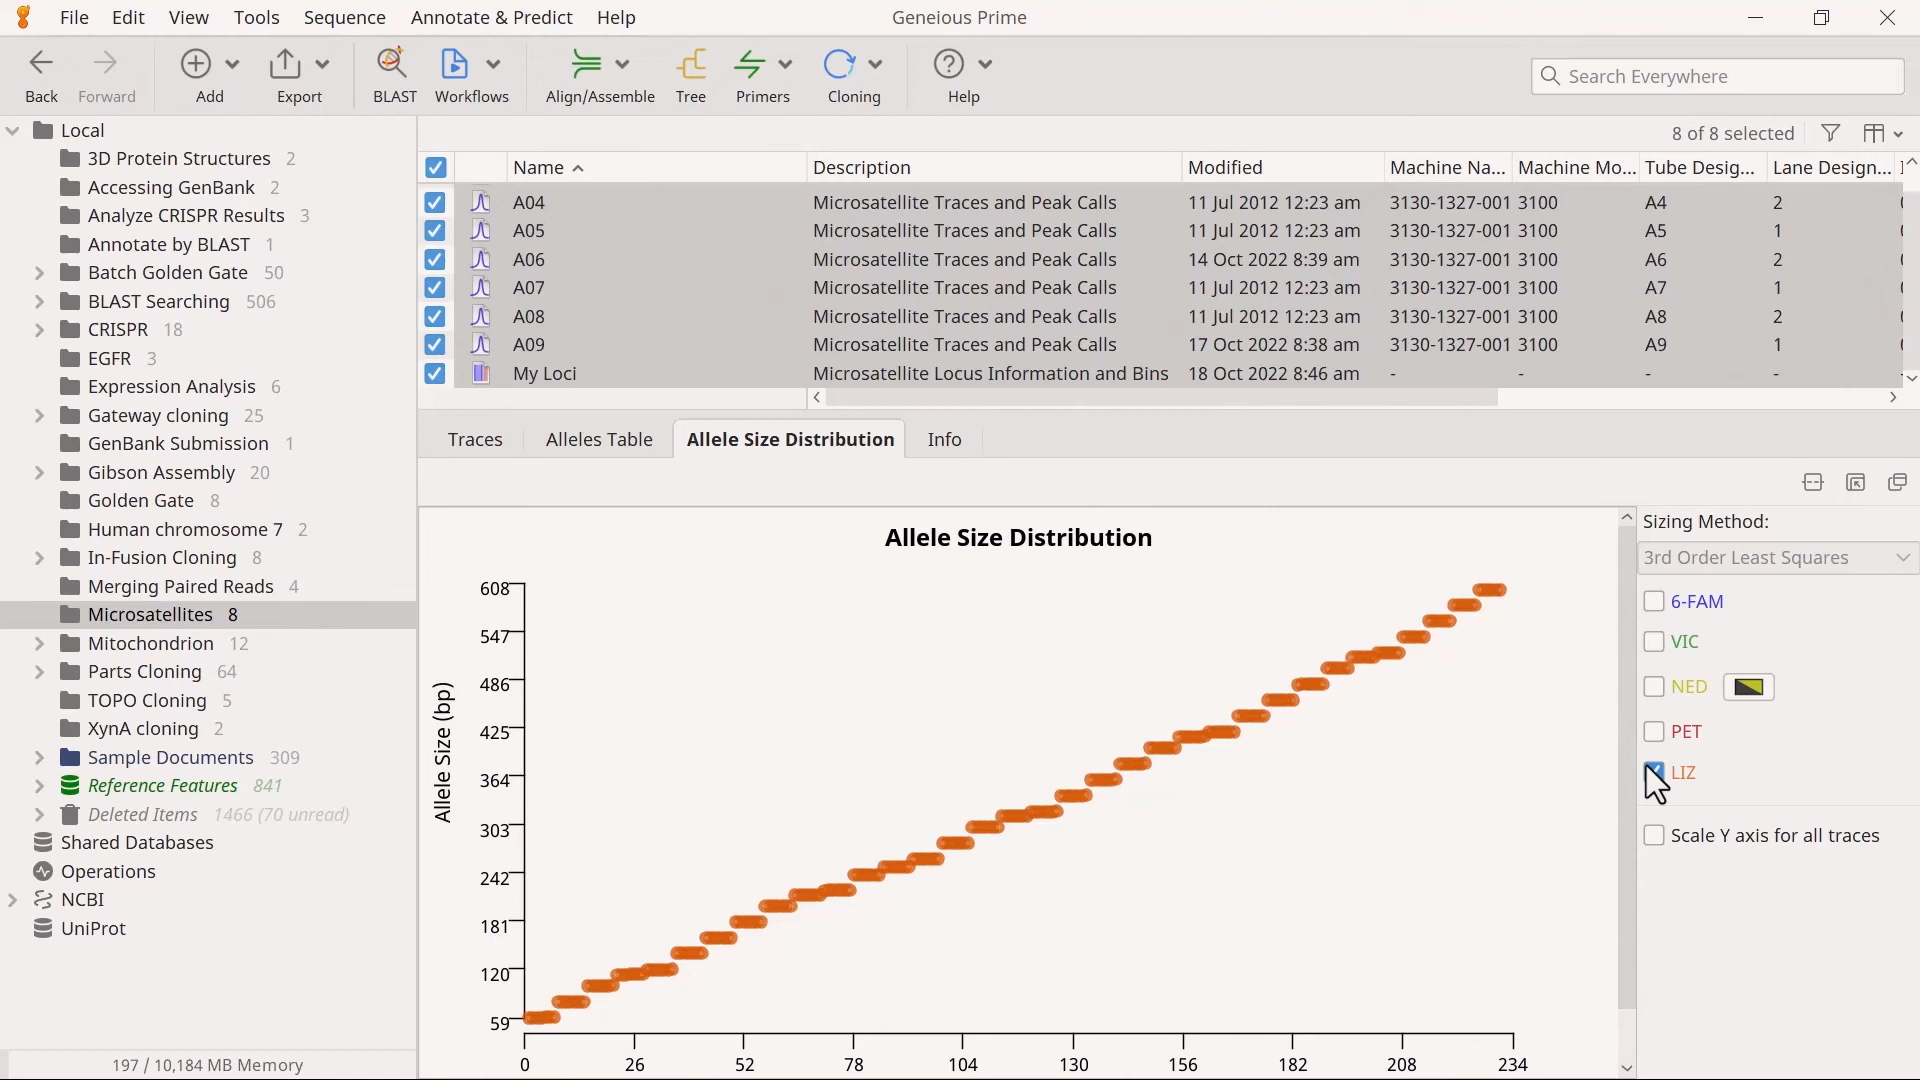 File Edit View Tools Sequence Annotate & Predict Help Geneious Prime
Back Forward Add Export BLAST Workflows Align/Assemble Tree Primers Cloning Help Search Everywhere
Local
3D Protein Structures 2
Accessing GenBank 2
Analyze CRISPR Results 3
Annotate by BLAST 1
Batch Golden Gate 50
BLAST Searching 506
CRISPR 18
EGFR 3
Expression Analysis 6
Gateway cloning 25
GenBank Submission 1
Gibson Assembly 20
Golden Gate 8
Human chromosome 7 2
In-Fusion Cloning 8
Merging Paired Reads 4
Microsatellites 8
Mitochondrion 12
Parts Cloning 64
TOPO Cloning 5
XynA cloning 2
Sample Documents 309
Reference Features 841
Deleted Items 1466 (70 unread)
Shared Databases
Operations
NCBI
UniProt
197 / 10,184 MB Memory
8 of 8 selected
Name Description Modified Machine Na... Machine Mo... Tube Desig... Lane Design...
A04 Microsatellite Traces and Peak Calls 11 Jul 2012 12:23 am 3130-1327-001 3100 A4 2
A05 Microsatellite Traces and Peak Calls 11 Jul 2012 12:23 am 3130-1327-001 3100 A5 1
A06 Microsatellite Traces and Peak Calls 14 Oct 2022 8:39 am 3130-1327-001 3100 A6 2
A07 Microsatellite Traces and Peak Calls 11 Jul 2012 12:23 am 3130-1327-001 3100 A7 1
A08 Microsatellite Traces and Peak Calls 11 Jul 2012 12:23 am 3130-1327-001 3100 A8 2
A09 Microsatellite Traces and Peak Calls 17 Oct 2022 8:38 am 3130-1327-001 3100 A9 1
My Loci Microsatellite Locus Information and Bins 18 Oct 2022 8:46 am - - - -
Traces Alleles Table Allele Size Distribution Info
Allele Size Distribution
Allele Size (bp)
608
547
486
425
364
303
242
181
120
59
0 26 52 78 104 130 156 182 208 234
Sizing Method:
3rd Order Least Squares
6-FAM
VIC
NED
PET
LIZ
Scale Y axis for all traces